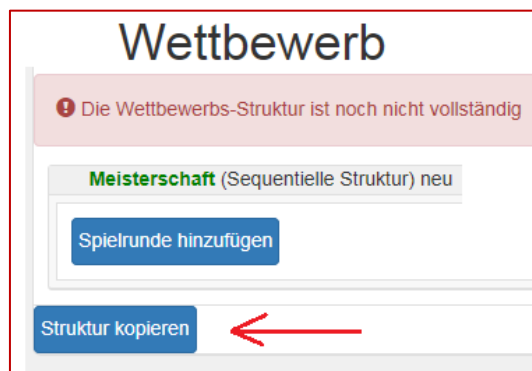 Wettbewerb
Die Wettbewerbs-Struktur ist noch nicht vollständig
Meisterschaft (Sequentielle Struktur) neu
Spielrunde hinzufügen
Struktur kopieren